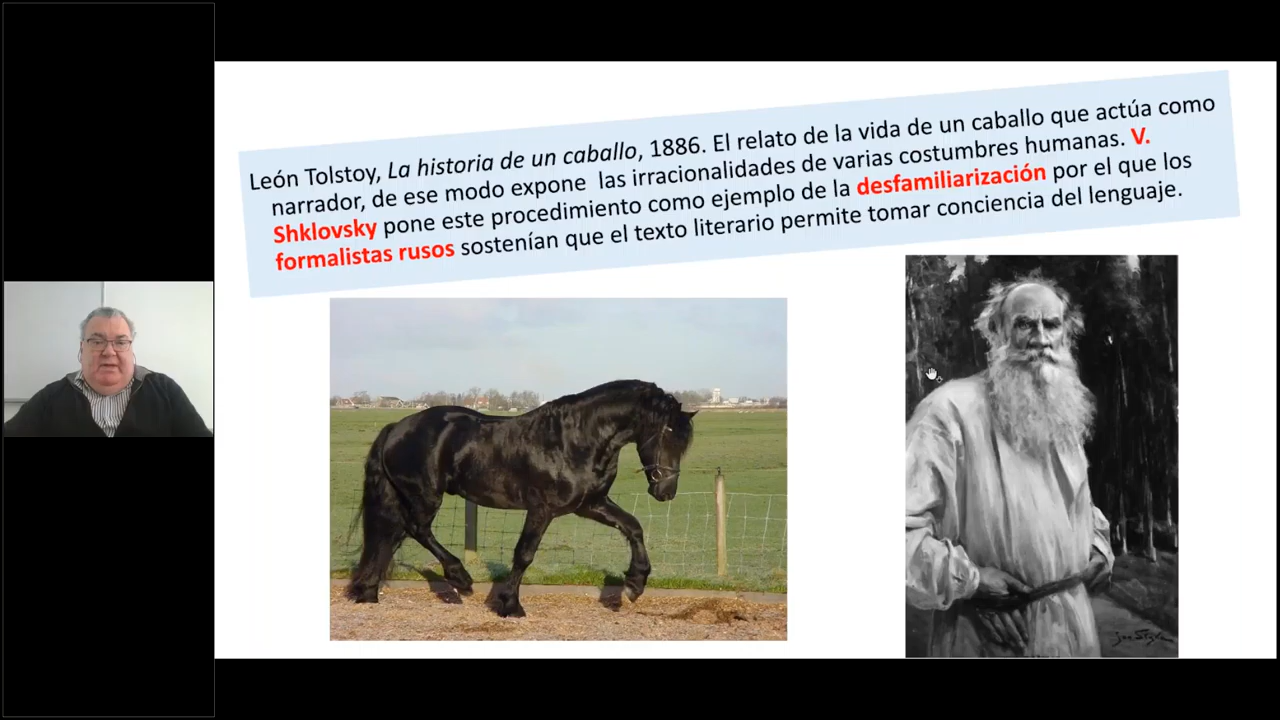 León Tolstoy, La historia de un caballo, 1886. El relato de la vida de un caballo que actúa como
narrador, de ese modo expone las irracionalidades de varias costumbres humanas. V.
Shklovsky pone este procedimiento como ejemplo de la desfamiliarización por el que los
formalistas rusos sostenían que el texto literario permite tomar conciencia del lenguaje.